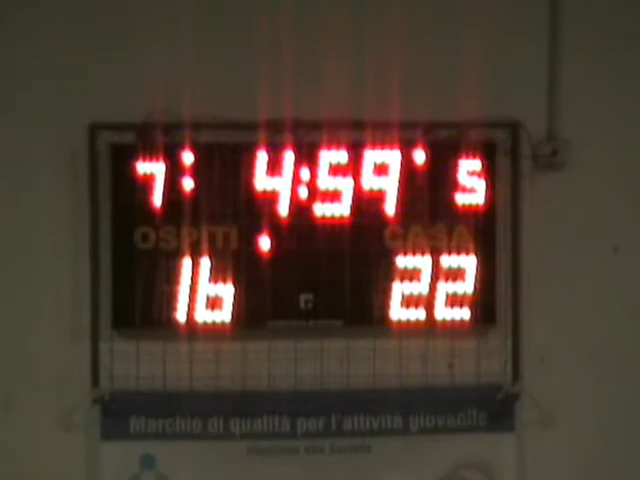 7: 4:59' 5
OSPITI CASA
16 22
Marchio di qualità per l'attività giovanile